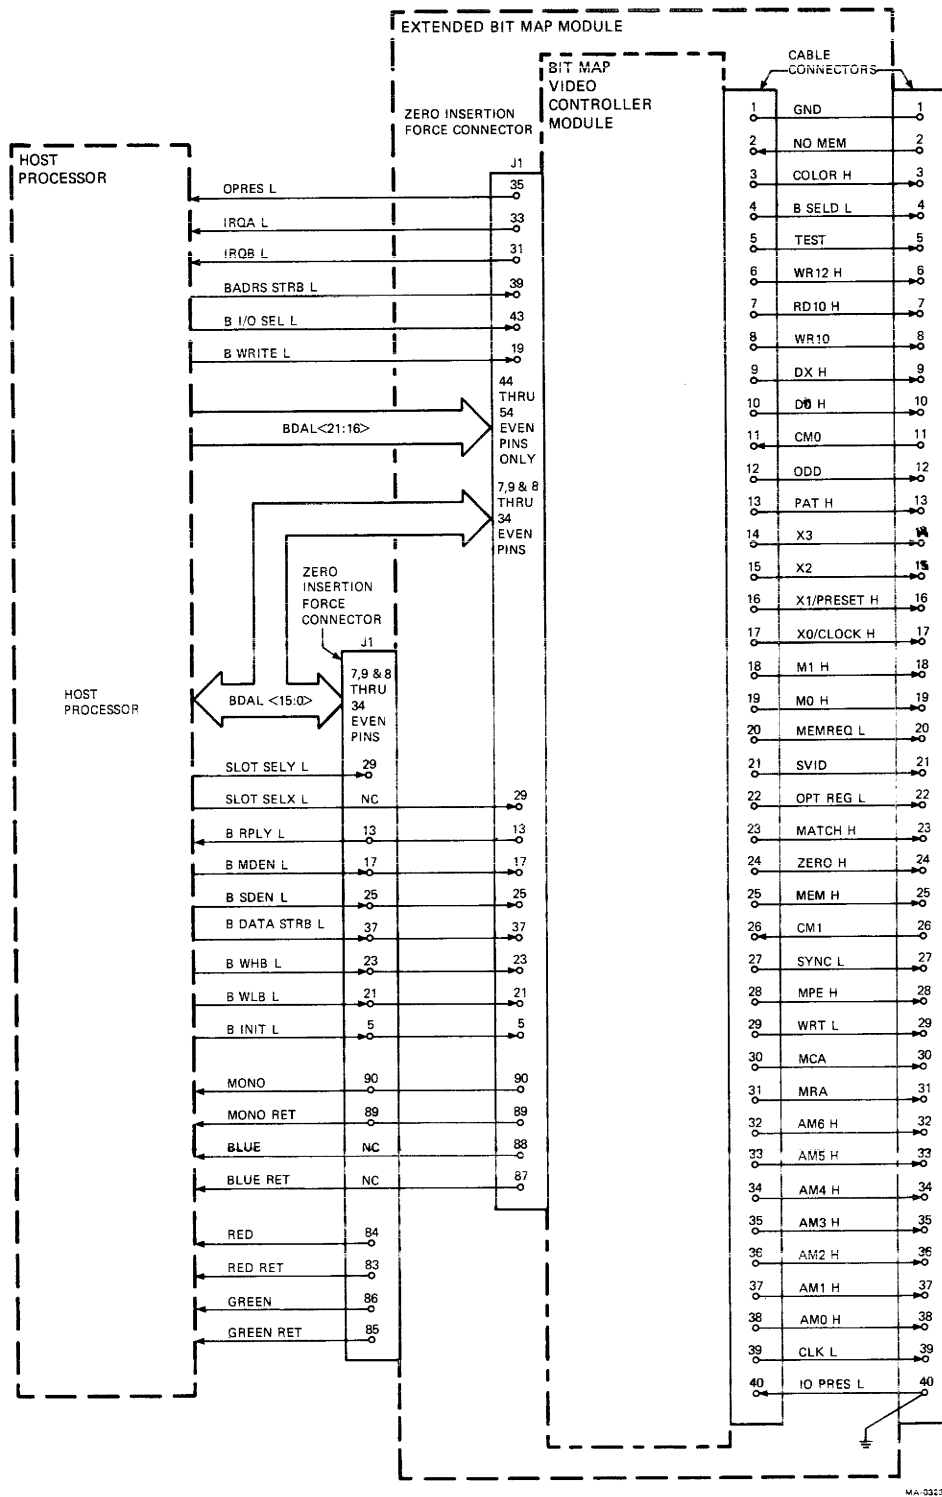 EXTENDED BIT MAP MODULE
CABLE
CONNECTORS
BIT MAP
VIDEO
CONTROLLER
MODULE
ZERO INSERTION
FORCE CONNECTOR
J1
HOST
PROCESSOR
OPRES L 35
IRQA L 33
IRQB L 31
BADRS STRB L 39
B I/O SEL L 43
B WRITE L 19
BDAL<21:16>
44
THRU
54
EVEN
PINS
ONLY
7,9 & 8
THRU
34
EVEN
PINS
ZERO
INSERTION
FORCE
CONNECTOR
J1
7,9 & 8
THRU
34
EVEN
PINS
HOST
PROCESSOR
BDAL <15:0>
SLOT SELY L 29
SLOT SELX L NC 29
B RPLY L 13 13
B MDEN L 17 17
B SDEN L 25 25
B DATA STRB L 37 37
B WHB L 23 23
B WLB L 21 21
B INIT L 5 5
MONO 90 90
MONO RET 89 89
BLUE NC 88
BLUE RET NC 87
RED 84
RED RET 83
GREEN 86
GREEN RET 85
1 GND 1
2 NO MEM 2
3 COLOR H 3
4 B SELD L 4
5 TEST 5
6 WR12 H 6
7 RD10 H 7
8 WR10 8
9 DX H 9
10 D0 H 10
11 CM0 11
12 ODD 12
13 PAT H 13
14 X3 14
15 X2 15
16 X1/PRESET H 16
17 X0/CLOCK H 17
18 M1 H 18
19 M0 H 19
20 MEMREQ L 20
21 SVID 21
22 OPT REG L 22
23 MATCH H 23
24 ZERO H 24
25 MEM H 25
26 CM1 26
27 SYNC L 27
28 MPE H 28
29 WRT L 29
30 MCA 30
31 MRA 31
32 AM6 H 32
33 AM5 H 33
34 AM4 H 34
35 AM3 H 35
36 AM2 H 36
37 AM1 H 37
38 AM0 H 38
39 CLK L 39
40 IO PRES L 40